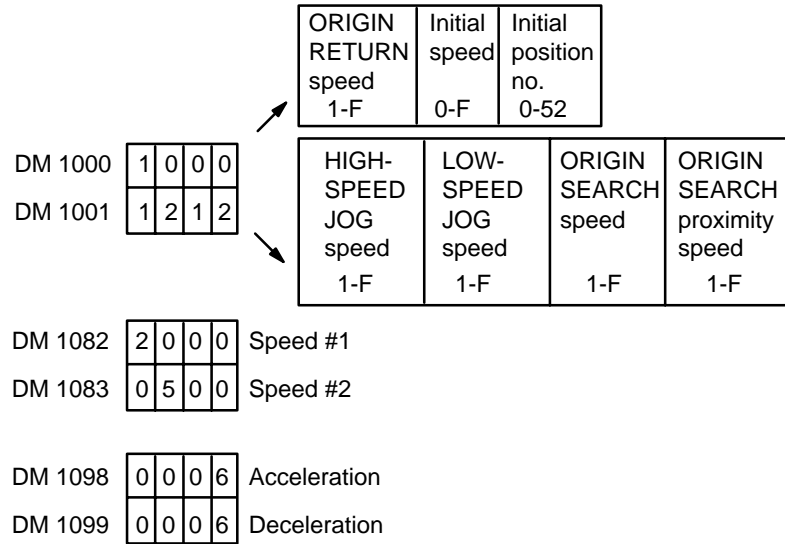 ORIGIN RETURN speed 1-F
Initial speed 0-F
Initial position no. 0-52
DM 1000 1 0 0 0
DM 1001 1 2 1 2
HIGH-SPEED JOG speed 1-F
LOW-SPEED JOG speed 1-F
ORIGIN SEARCH speed 1-F
ORIGIN SEARCH proximity speed 1-F
DM 1082 2 0 0 0 Speed #1
DM 1083 0 5 0 0 Speed #2
DM 1098 0 0 0 6 Acceleration
DM 1099 0 0 0 6 Deceleration